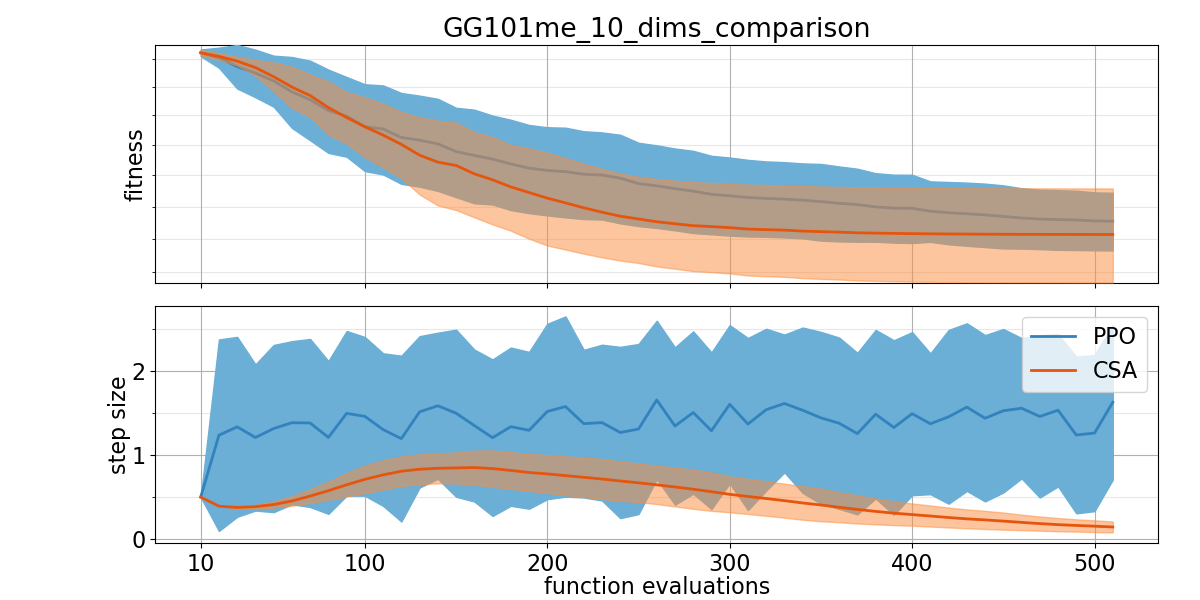 GG101me_10_dims_comparison
fitness
step size
2
1
0
PPO
CSA
10 100 200 300 400 500
function evaluations